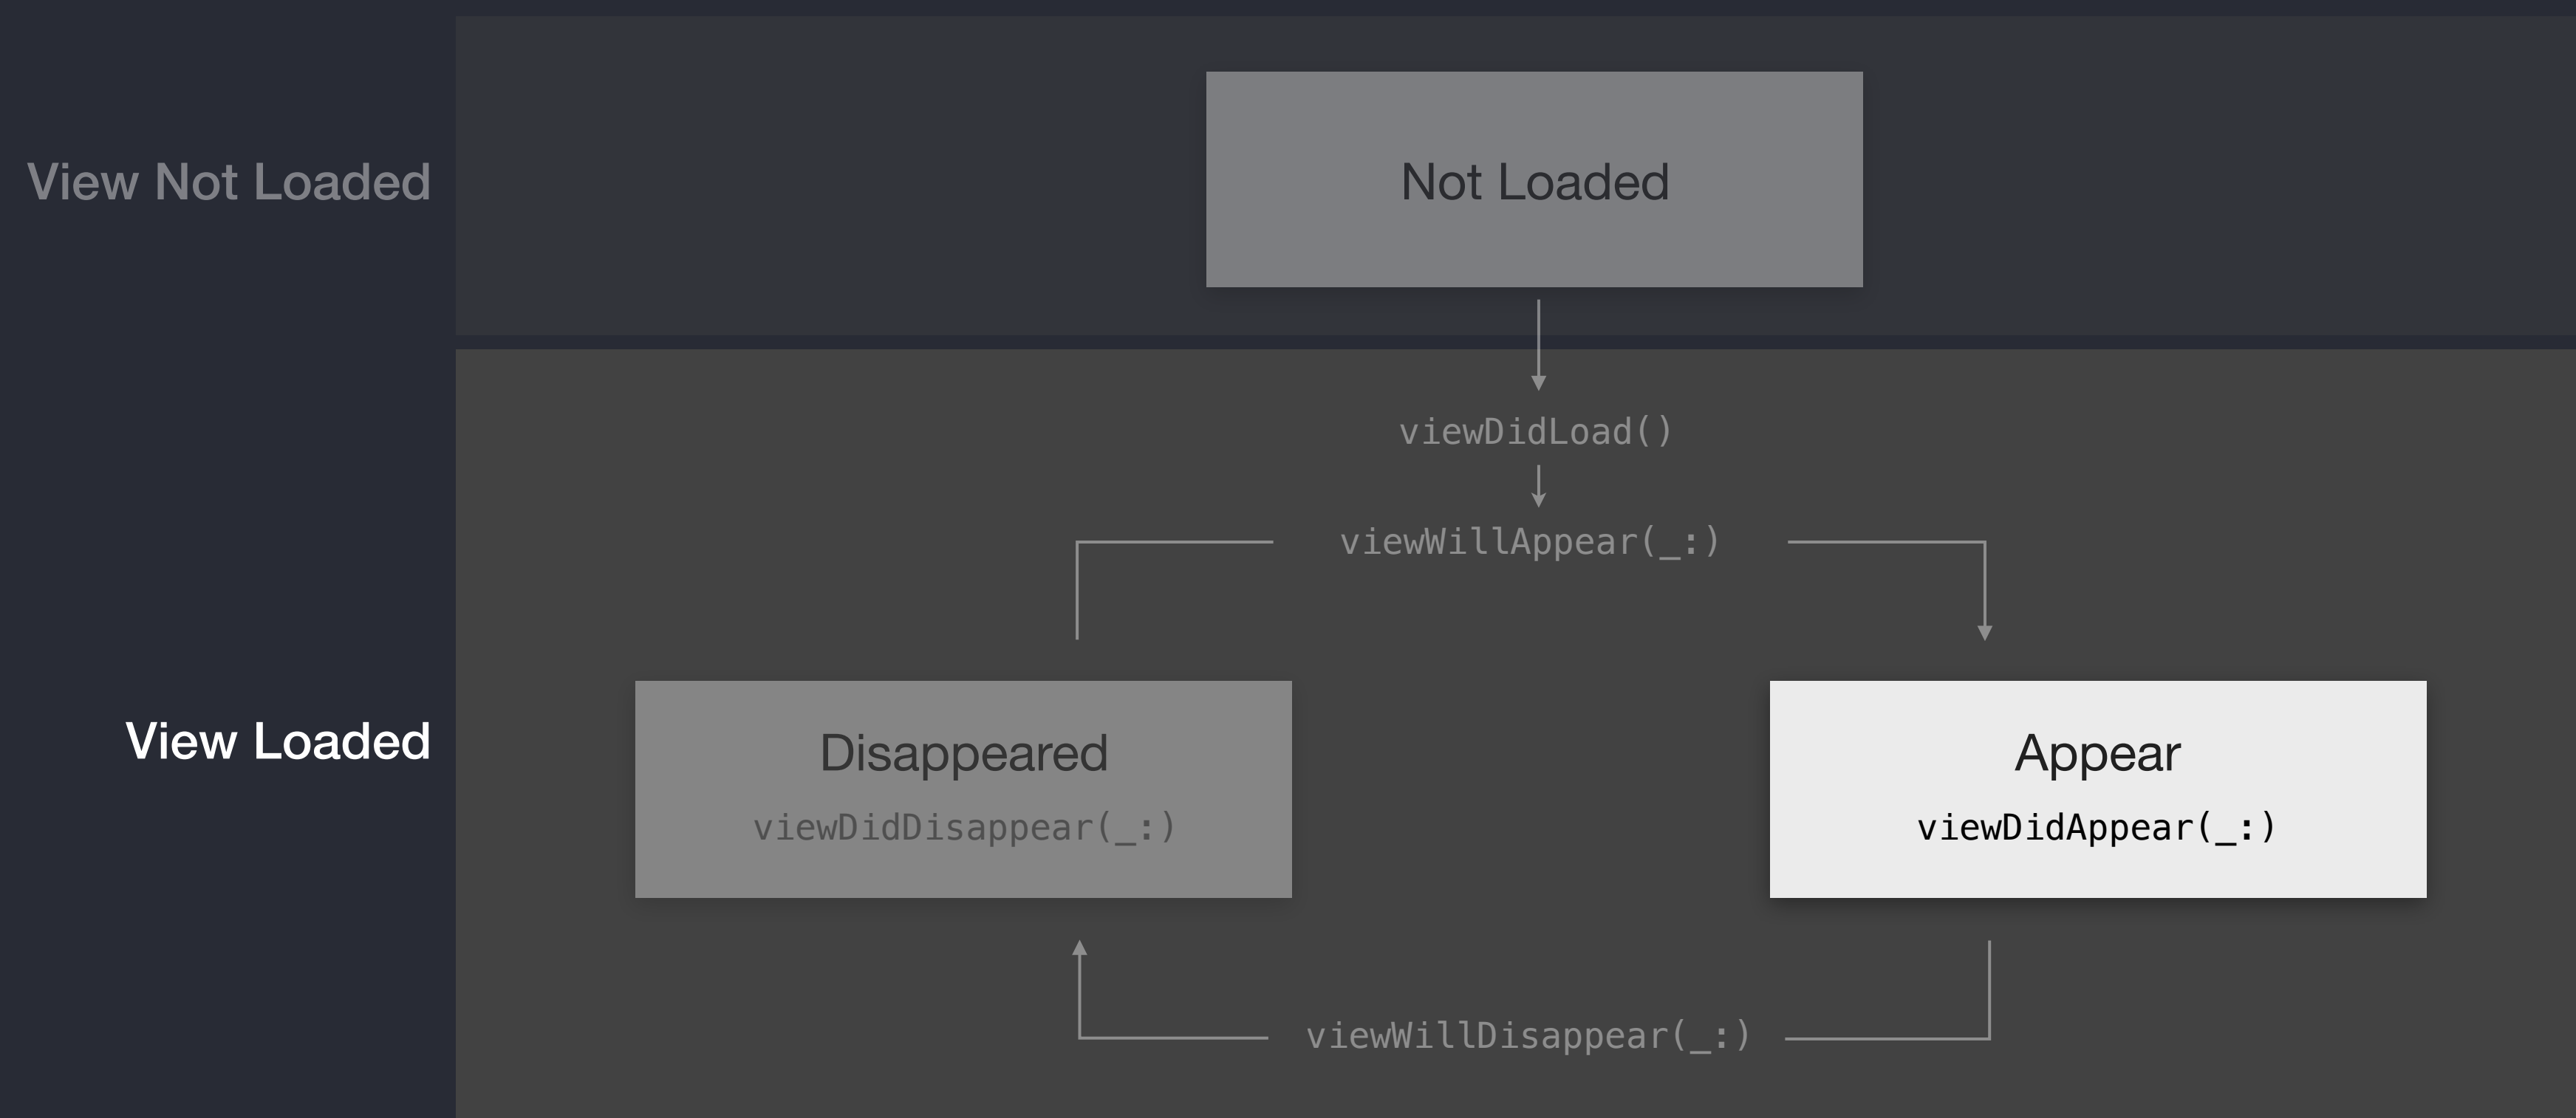 View Not Loaded
Not Loaded
viewDidLoad()
viewWillAppear(_:)
View Loaded
Disappeared
viewDidDisappear(_:)
Appear
viewDidAppear(_:)
viewWillDisappear(_:)